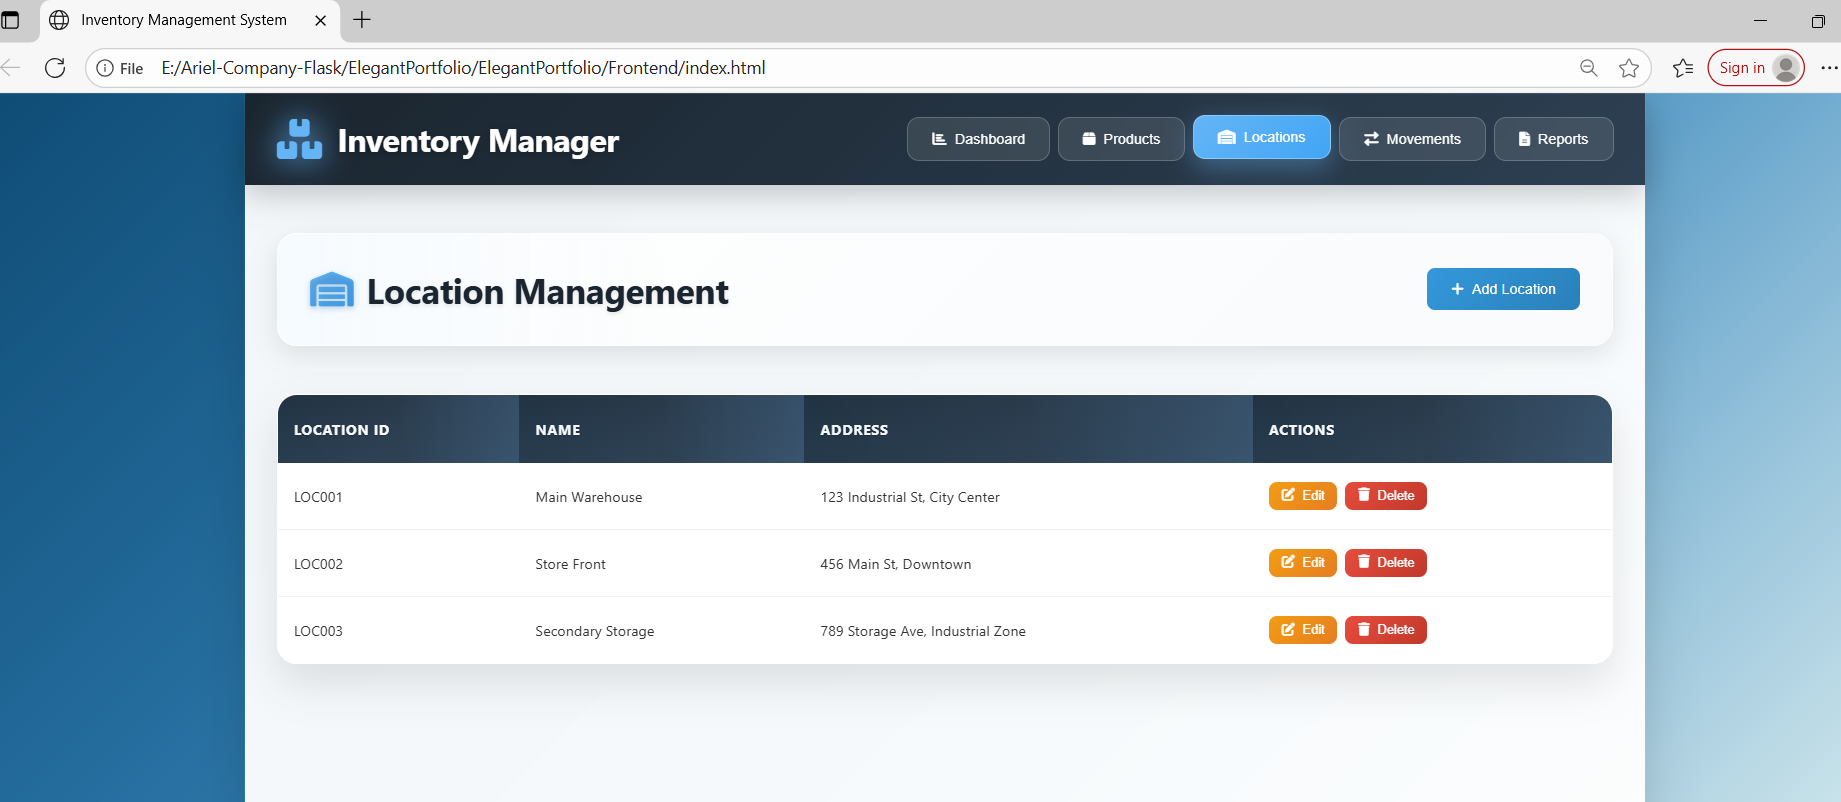 Inventory Management System
File E:/Ariel-Company-Flask/ElegantPortfolio/ElegantPortfolio/Frontend/index.html Sign in
Inventory Manager Dashboard Products Locations Movements Reports
Location Management + Add Location
LOCATION ID NAME ADDRESS ACTIONS
LOC001 Main Warehouse 123 Industrial St, City Center Edit Delete
LOC002 Store Front 456 Main St, Downtown Edit Delete
LOC003 Secondary Storage 789 Storage Ave, Industrial Zone Edit Delete